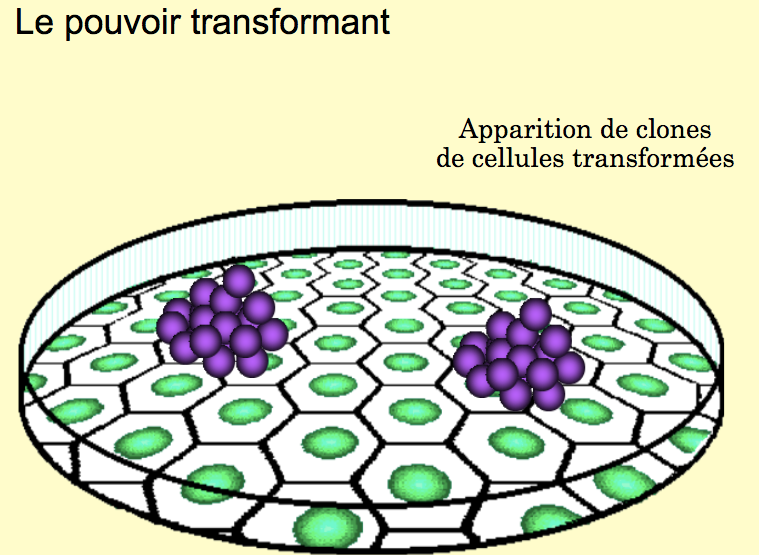 Le pouvoir transformant
Apparition de clones
de cellules transformées